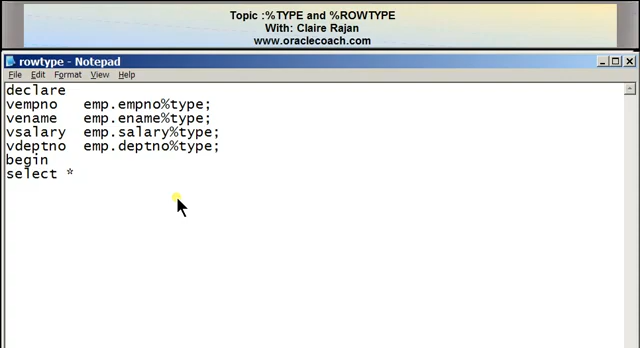 Topic :%TYPE and %ROWTYPE
With: Claire Rajan
www.oraclecoach.com
rowtype - Notepad
File Edit Format View Help
declare
vempno emp.empno%type;
vename emp.ename%type;
vsalary emp.salary%type;
vdeptno emp.deptno%type;
begin
select *